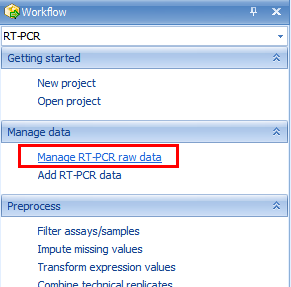 Workflow
RT-PCR
Getting started
New project
Open project
Manage data
Manage RT-PCR raw data
Add RT-PCR data
Preprocess
Filter assays/samples
Impute missing values
Transform expression values
Combine technical replicates